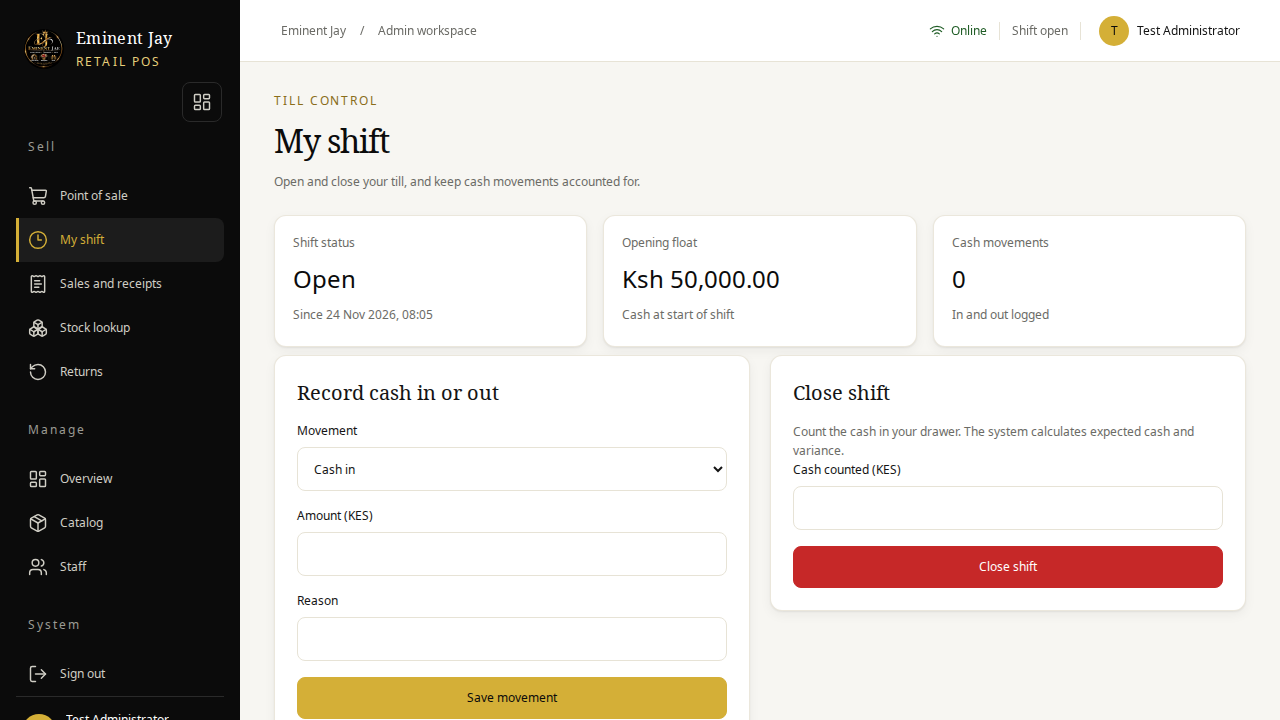 Eminent Jay
RETAIL POS
Sell
Point of sale
My shift
Sales and receipts
Stock lookup
Returns
Manage
Overview
Catalog
Staff
System
Sign out
Test Administrator
Eminent Jay / Admin workspace
Online
Shift open
T
Test Administrator
TILL CONTROL
My shift
Open and close your till, and keep cash movements accounted for.
Shift status
Open
Since 24 Nov 2026, 08:05
Opening float
Ksh 50,000.00
Cash at start of shift
Cash movements
0
In and out logged
Record cash in or out
Movement
Cash in
Amount (KES)
Reason
Save movement
Close shift
Count the cash in your drawer. The system calculates expected cash and
variance.
Cash counted (KES)
Close shift